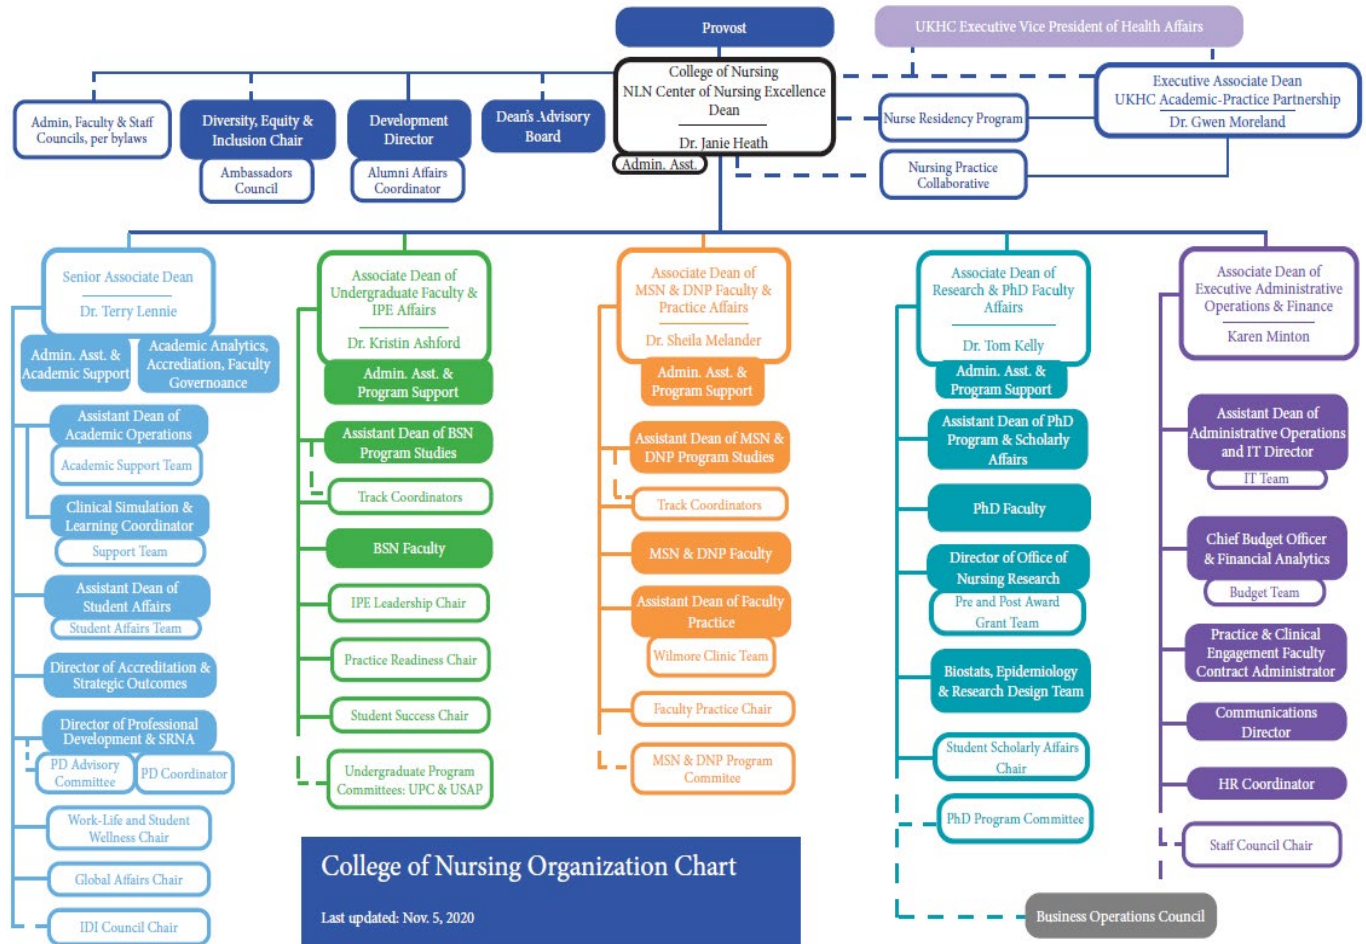 Provost
UKHC Executive Vice President of Health Affairs
College of Nursing
NLN Center of Nursing Excellence
Dean
Dr. Janie Heath
Admin. Asst.
Executive Associate Dean
UKHC Academic-Practice Partnership
Dr. Gwen Moreland
Admin, Faculty & Staff
Councils, per bylaws
Diversity, Equity &
Inclusion Chair
Ambassadors
Council
Development
Director
Alumni Affairs
Coordinator
Dean's Advisory
Board
Nurse Residency Program
Nursing Practice
Collaborative
Senior Associate Dean
Dr. Terry Lennie
Admin. Asst. &
Academic Support
Academic Analytics,
Accrediation, Faculty
Governoance
Assistant Dean of
Academic Operations
Academic Support Team
Clinical Simulation &
Learning Coordinator
Support Team
Assistant Dean of
Student Affairs
Student Affairs Team
Director of Accreditation &
Strategic Outcomes
Director of Professional
Development & SRNA
PD Advisory
Committee
PD Coordinator
Work-Life and Student
Wellness Chair
Global Affairs Chair
IDI Council Chair
Associate Dean of
Undergraduate Faculty &
IPE Affairs
Dr. Kristin Ashford
Admin. Asst. &
Program Support
Assistant Dean of BSN
Program Studies
Track Coordinators
BSN Faculty
IPE Leadership Chair
Practice Readiness Chair
Student Success Chair
Undergraduate Program
Committees: UPC & USAP
Associate Dean of
MSN & DNP Faculty &
Practice Affairs
Dr. Sheila Melander
Admin. Asst. &
Program Support
Assistant Dean of MSN &
DNP Program Studies
Track Coordinators
MSN & DNP Faculty
Assistant Dean of Faculty
Practice
Wilmore Clinic Team
Faculty Practice Chair
MSN & DNP Program
Commitee
Associate Dean of
Research & PhD Faculty
Affairs
Dr. Tom Kelly
Admin. Asst. &
Program Support
Assistant Dean of PhD
Program & Scholarly
Affairs
PhD Faculty
Director of Office of
Nursing Research
Pre and Post Award
Grant Team
Biostats, Epidemiology
& Research Design Team
Student Scholarly Affairs
Chair
PhD Program Committee
Associate Dean of
Executive Administrative
Operations & Finance
Karen Minton
Assistant Dean of
Administrative Operations
and IT Director
IT Team
Chief Budget Officer
& Financial Analytics
Budget Team
Practice & Clinical
Engagement Faculty
Contract Administrator
Communications
Director
HR Coordinator
Staff Council Chair
Business Operations Council
College of Nursing Organization Chart
Last updated: Nov. 5, 2020